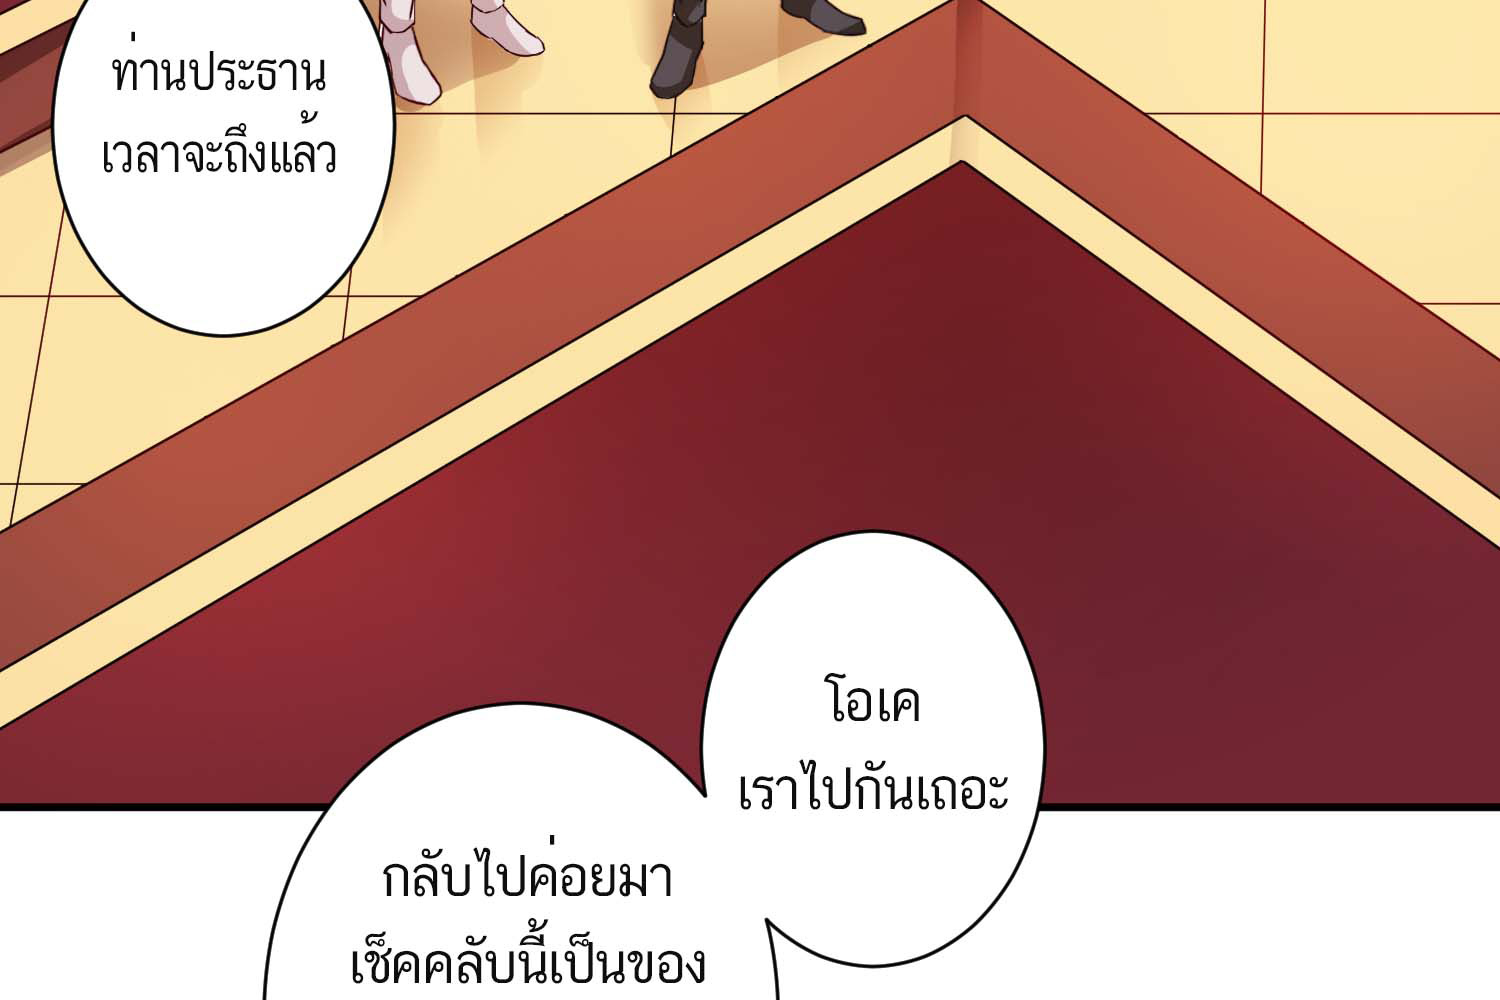 ท่านประธาน
เวลาจะถึงแล้ว
โอเค
เราไปกันเถอะ
กลับไปค่อยมา
เช็คคลับนี้เป็นของ